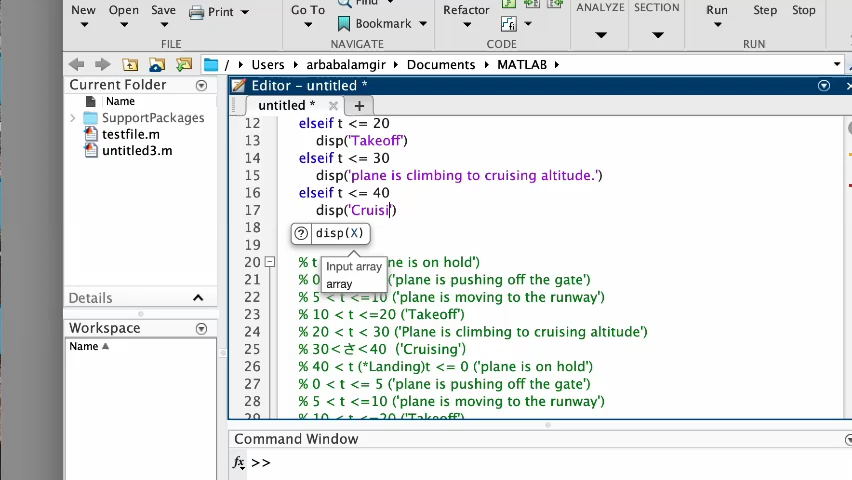 Find
New Open Save Print Go To Refactor Run Step Stop
Bookmark
ANALYZE SECTION
FILE NAVIGATE CODE RUN
/ Users arbabalamgir Documents MATLAB
Current Folder
Name
SupportPackages
testfile.m
untitled3.m
Details
Workspace
Name
Editor - untitled *
untitled * +
12 elseif t <= 20
13 disp('Takeoff')
14 elseif t <= 30
15 disp('plane is climbing to cruising altitude.')
16 elseif t <= 40
17 disp('Cruisi')
18
disp(X)
19
Input array
array
20 % t ne is on hold')
21 % 0 ('plane is pushing off the gate')
22 % 5 < t <=10 ('plane is moving to the runway')
23 % 10 < t <=20 ('Takeoff')
24 % 20 < t < 30 ('Plane is climbing to cruising altitude')
25 % 30<さ<40 ('Cruising')
26 % 40 < t (*Landing)t <= 0 ('plane is on hold')
27 % 0 < t <= 5 ('plane is pushing off the gate')
28 % 5 < t <=10 ('plane is moving to the runway')
29 % 10 < t <=20 ('Takeoff')
Command Window
fx >>